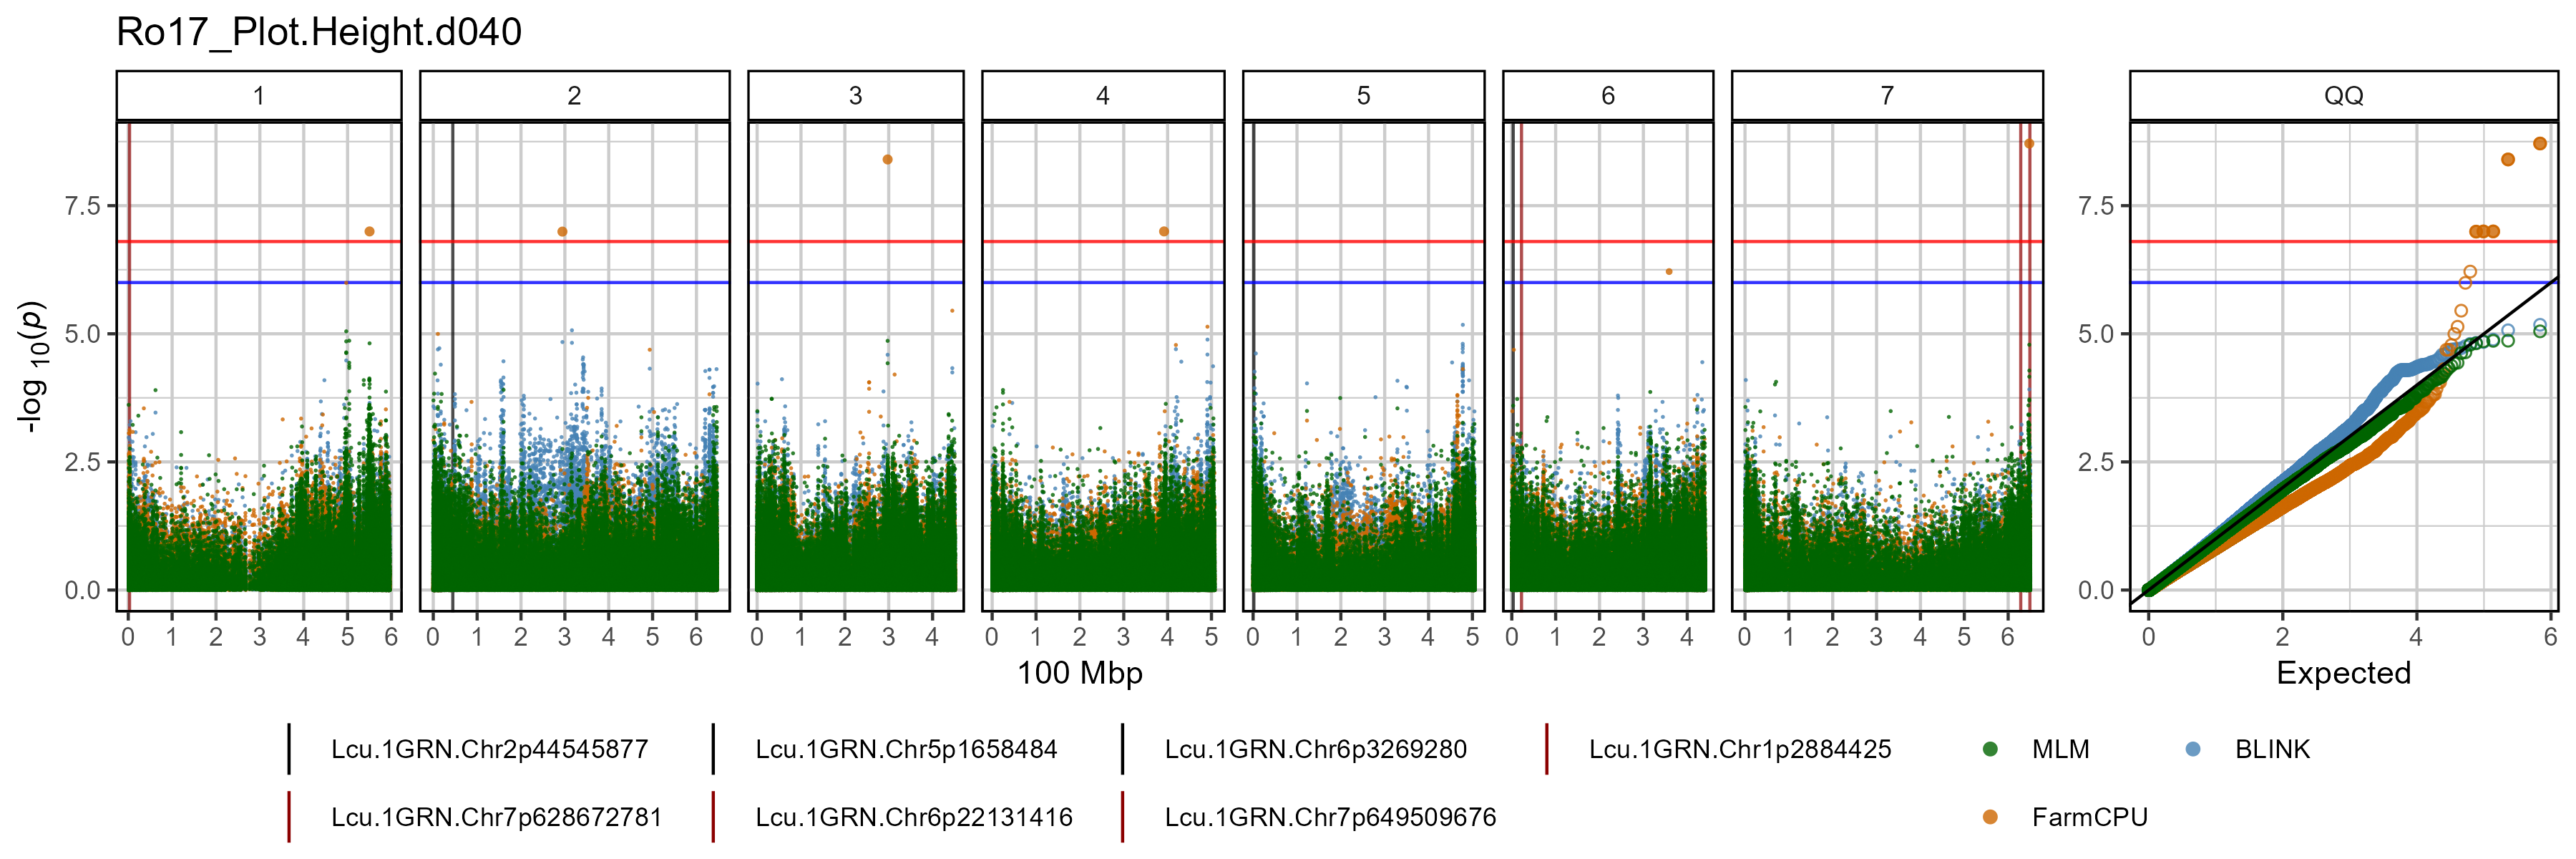 Ro17_Plot.Height.d040
1 2 3 4 5 6 7 QQ
7.5 7.5
5.0 5.0
2.5 2.5
0.0 0.0
-log 10(p)
0 1 2 3 4 5 6 0 1 2 3 4 5 6 0 1 2 3 4 0 1 2 3 4 5 0 1 2 3 4 5 0 1 2 3 4 0 1 2 3 4 5 6 0 2 4 6
100 Mbp Expected
Lcu.1GRN.Chr2p44545877 Lcu.1GRN.Chr5p1658484 Lcu.1GRN.Chr6p3269280 Lcu.1GRN.Chr1p2884425 MLM BLINK
Lcu.1GRN.Chr7p628672781 Lcu.1GRN.Chr6p22131416 Lcu.1GRN.Chr7p649509676 FarmCPU